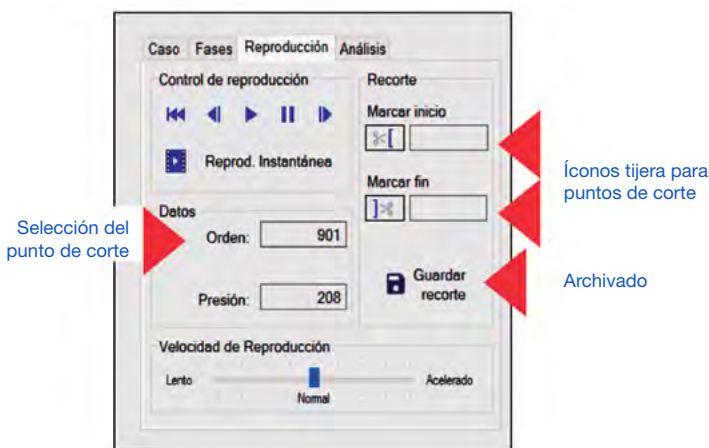 Caso Fases Reproducción Análisis
Control de reproducción
Reprod. Instantánea
Recorte
Marcar inicio
Marcar fin
Guardar
recorte
Datos
Orden: 901
Presión: 208
Velocidad de Reproducción
Lento
Normal
Acelerado
Selección del
punto de corte
Íconos tijera para
puntos de corte
Archivado